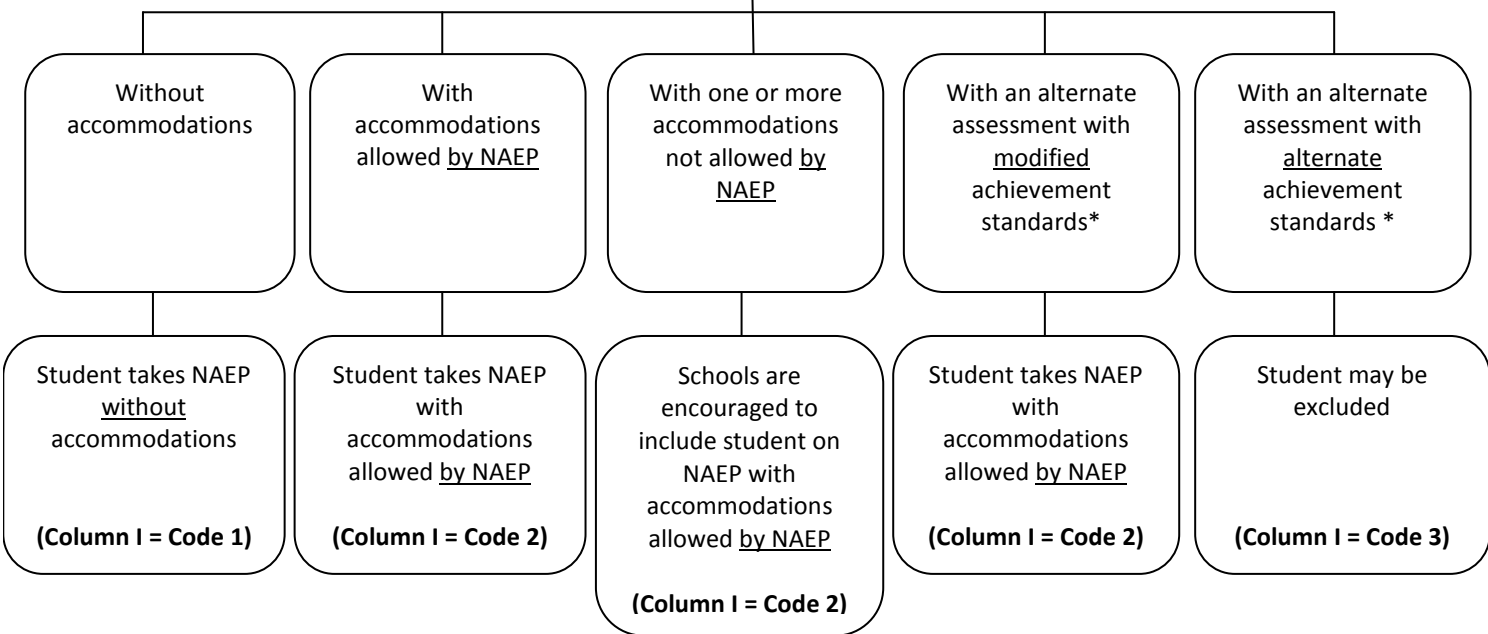 Without
accommodations
With
accommodations
allowed by NAEP
With one or more
accommodations
not allowed by
NAEP
With an alternate
assessment with
modified
achievement
standards*
With an alternate
assessment with
alternate
achievement
standards *
Student takes NAEP
without
accommodations
(Column I = Code 1)
Student takes NAEP
with
accommodations
allowed by NAEP
(Column I = Code 2)
Schools are
encouraged to
include student on
NAEP with
accommodations
allowed by NAEP
(Column I = Code 2)
Student takes NAEP
with
accommodations
allowed by NAEP
(Column I = Code 2)
Student may be
excluded
(Column I = Code 3)